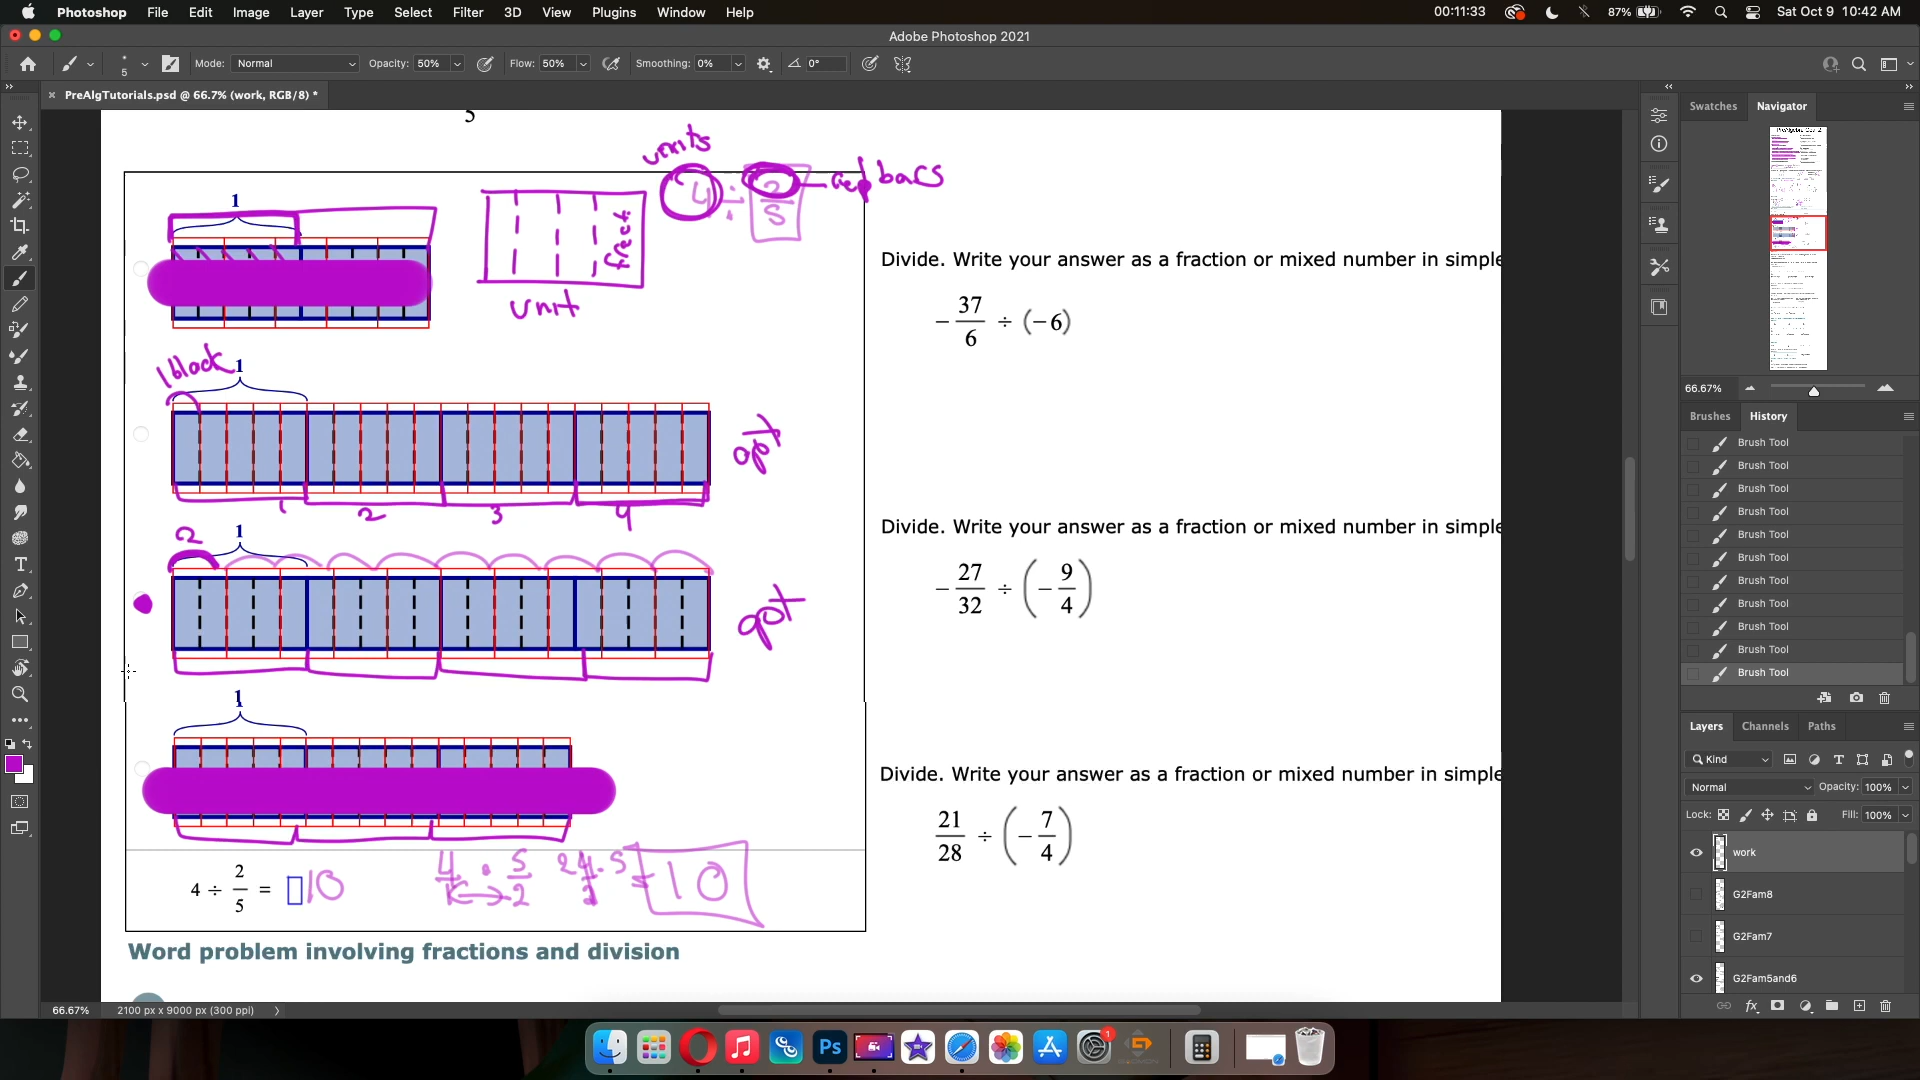 Photoshop File Edit Image Layer Type Select Filter 3D View Plugins Window Help 00:11:33 87% Sat Oct 9 10:42 AM
Adobe Photoshop 2021
5 Mode: Normal Opacity: 50% Flow: 50% Smoothing: 0% 0°
PreAlgTutorials.psd @ 66.7% (work, RGB/8) *
5
units
4 ÷ 2/5
red bars
1
fract.
unit
Divide. Write your answer as a fraction or mixed number in simple
− 37/6 ÷ (−6)
1block
1
opt
1 2 3 4
2
1
opt
Divide. Write your answer as a fraction or mixed number in simple
− 27/32 ÷ (− 9/4)
1
Divide. Write your answer as a fraction or mixed number in simple
21/28 ÷ (− 7/4)
4 ÷ 2/5 = 10
Word problem involving fractions and division
66.67% 2100 px x 9000 px (300 ppi)
Swatches Navigator
66.67%
Brushes History
Brush Tool
Brush Tool
Brush Tool
Brush Tool
Brush Tool
Brush Tool
Brush Tool
Brush Tool
Brush Tool
Brush Tool
Brush Tool
Layers Channels Paths
Kind
Normal Opacity: 100%
Lock: Fill: 100%
work
G2Fam8
G2Fam7
G2Fam5and6
fx
Ps
1